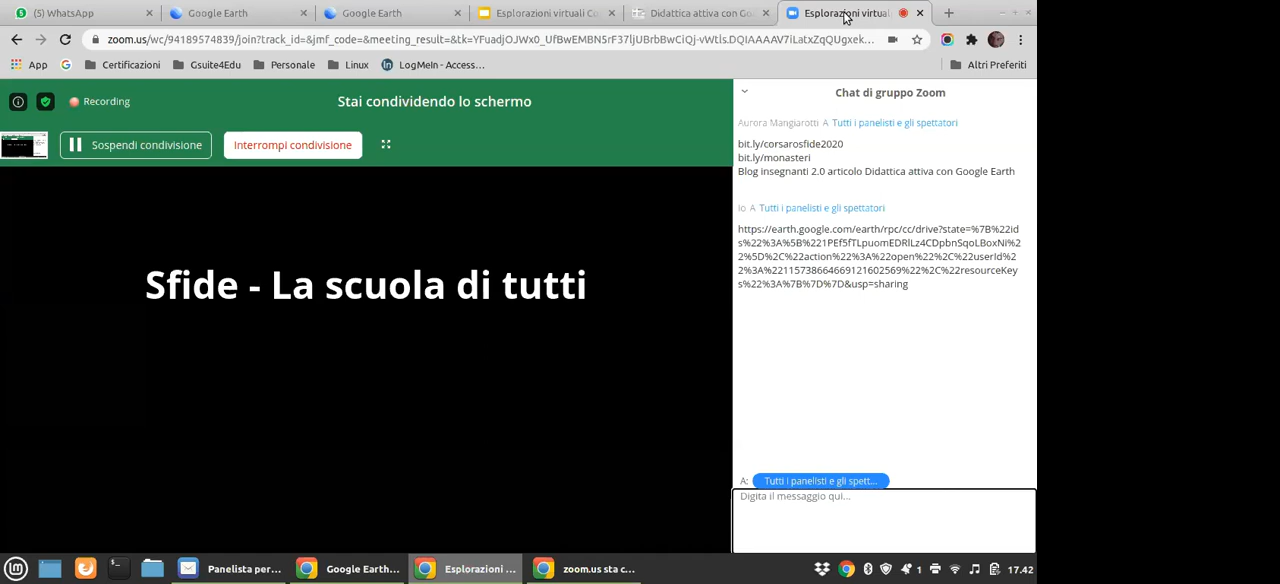 (5) WhatsApp
Google Earth
Google Earth
Esplorazioni virtuali Co
Didattica attiva con Go
Esplorazioni virtual
zoom.us/wc/94189574839/join?track_id=&jmf_code=&meeting_result=&tk=YFuadjOJWx0_UfBwEMBN5rF37ljUBrbBwCiQj-vWtls.DQIAAAAV7iLatxZqQUgxek...
App
Certificazioni
Gsuite4Edu
Personale
Linux
LogMeIn - Access...
Altri Preferiti
Recording
Stai condividendo lo schermo
Sospendi condivisione
Interrompi condivisione
Sfide - La scuola di tutti
Chat di gruppo Zoom
Aurora Mangiarotti A Tutti i panelisti e gli spettatori
bit.ly/corsarosfide2020
bit.ly/monasteri
Blog insegnanti 2.0 articolo Didattica attiva con Google Earth
Io A Tutti i panelisti e gli spettatori
https://earth.google.com/earth/rpc/cc/drive?state=%7B%22id
s%22%3A%5B%221PEf5fTLpuomEDRlLz4CDpbnSqoLBoxNi%2
2%5D%2C%22action%22%3A%22open%22%2C%22userId%2
2%3A%22115738664669121602569%22%2C%22resourceKey
s%22%3A%7B%7D%7D&usp=sharing
A: Tutti i panelisti e gli spett...
Digita il messaggio qui...
Panelista per...
Google Earth...
Esplorazioni ...
zoom.us sta c...
1
17.42